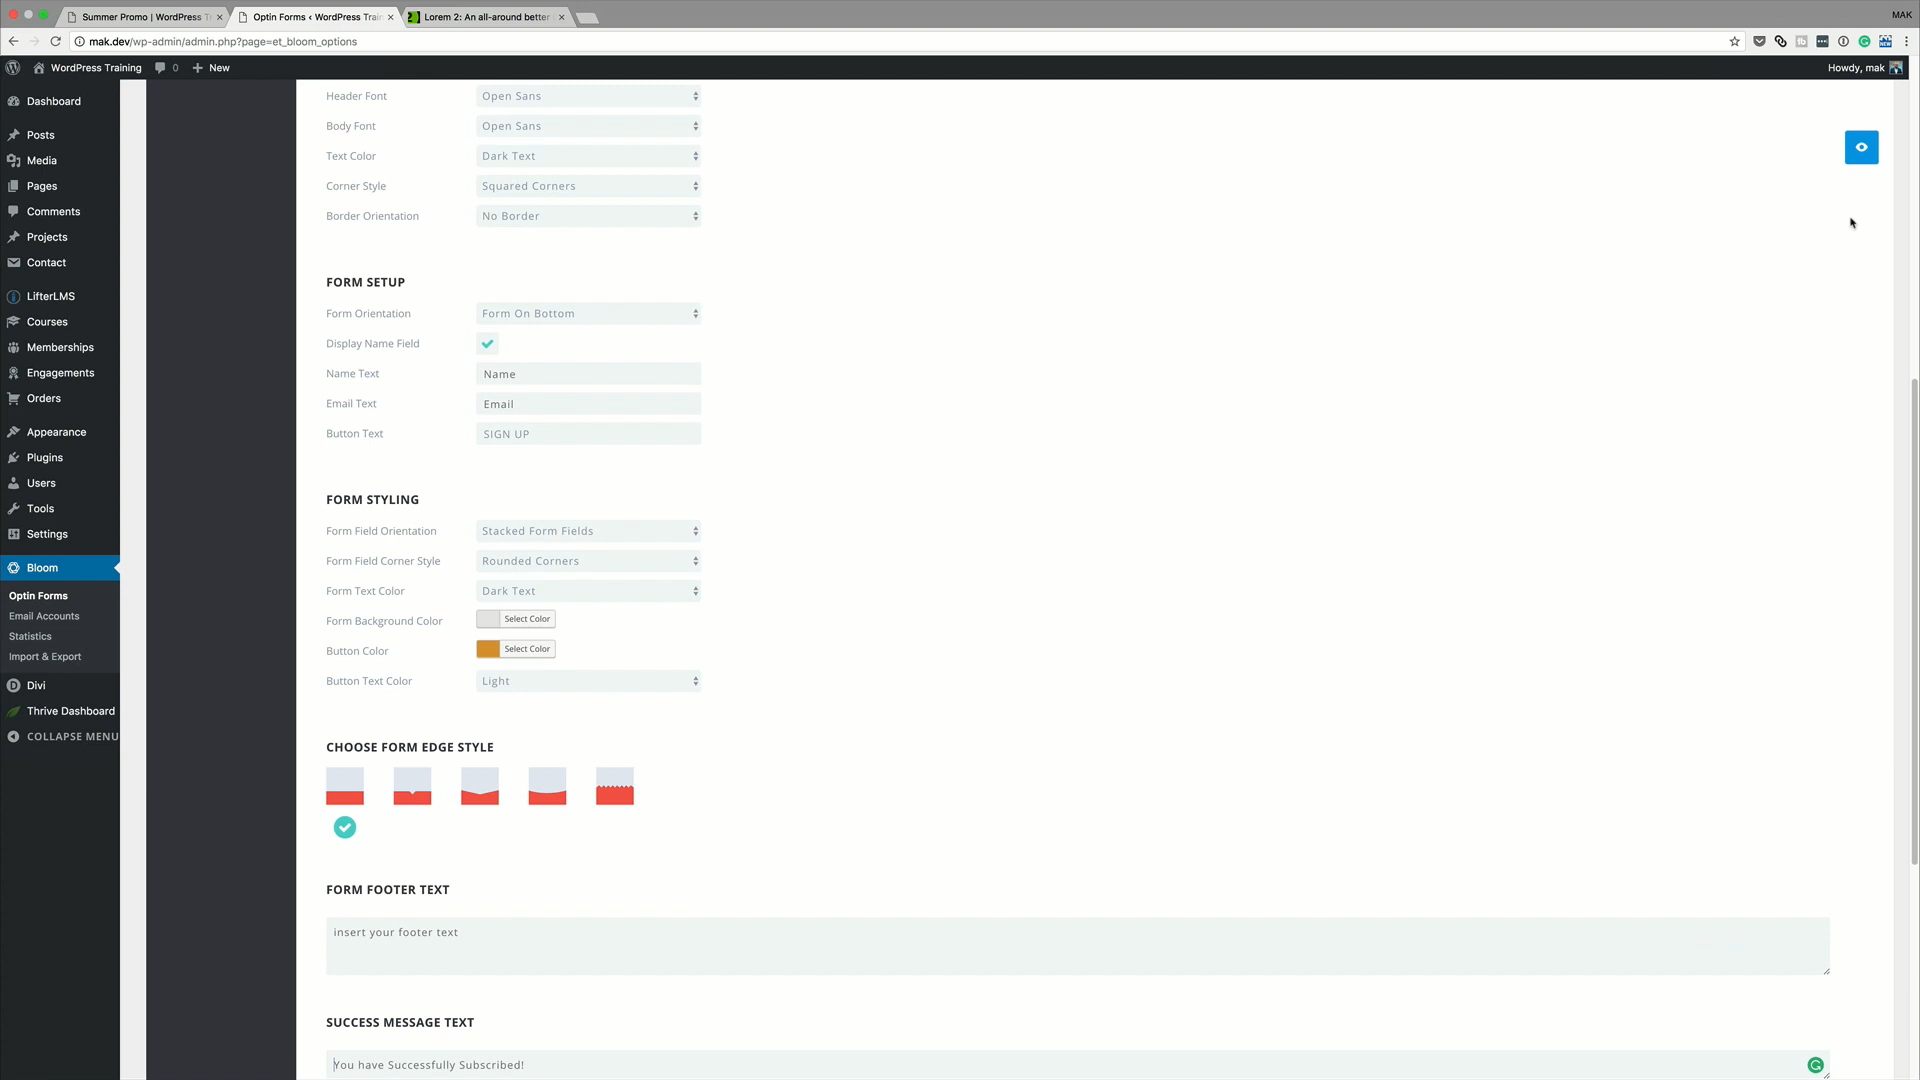 Summer Promo | WordPress T
Optin Forms ‹ WordPress Train
Lorem 2: An all-around better
MAK
mak.dev/wp-admin/admin.php?page=et_bloom_options
WordPress Training
0
New
Howdy, mak
Dashboard
Posts
Media
Pages
Comments
Projects
Contact
LifterLMS
Courses
Memberships
Engagements
Orders
Appearance
Plugins
Users
Tools
Settings
Bloom
Optin Forms
Email Accounts
Statistics
Import & Export
Divi
Thrive Dashboard
COLLAPSE MENU
Header Font Open Sans
Body Font Open Sans
Text Color Dark Text
Corner Style Squared Corners
Border Orientation No Border
FORM SETUP
Form Orientation Form On Bottom
Display Name Field
Name Text Name
Email Text Email
Button Text SIGN UP
FORM STYLING
Form Field Orientation Stacked Form Fields
Form Field Corner Style Rounded Corners
Form Text Color Dark Text
Form Background Color Select Color
Button Color Select Color
Button Text Color Light
CHOOSE FORM EDGE STYLE
FORM FOOTER TEXT
insert your footer text
SUCCESS MESSAGE TEXT
You have Successfully Subscribed!